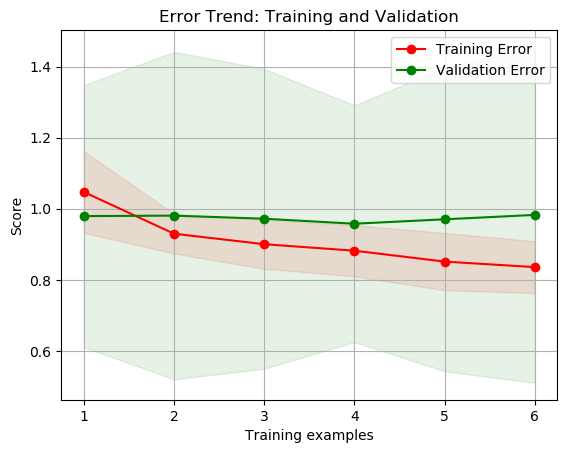 Error Trend: Training and Validation
Training Error
Validation Error
Score
1.4
1.2
1.0
0.8
0.6
1 2 3 4 5 6
Training examples